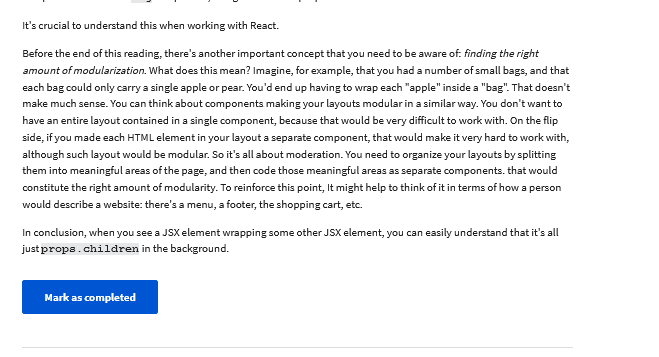 It's crucial to understand this when working with React.
Before the end of this reading, there's another important concept that you need to be aware of: finding the right
amount of modularization. What does this mean? Imagine, for example, that you had a number of small bags, and that
each bag could only carry a single apple or pear. You'd end up having to wrap each "apple" inside a "bag". That doesn't
make much sense. You can think about components making your layouts modular in a similar way. You don't want to
have an entire layout contained in a single component, because that would be very difficult to work with. On the flip
side, if you made each HTML element in your layout a separate component, that would make it very hard to work with,
although such layout would be modular. So it's all about moderation. You need to organize your layouts by splitting
them into meaningful areas of the page, and then code those meaningful areas as separate components. that would
constitute the right amount of modularity. To reinforce this point, It might help to think of it in terms of how a person
would describe a website: there's a menu, a footer, the shopping cart, etc.
In conclusion, when you see a JSX element wrapping some other JSX element, you can easily understand that it's all
just props.children in the background.
Mark as completed